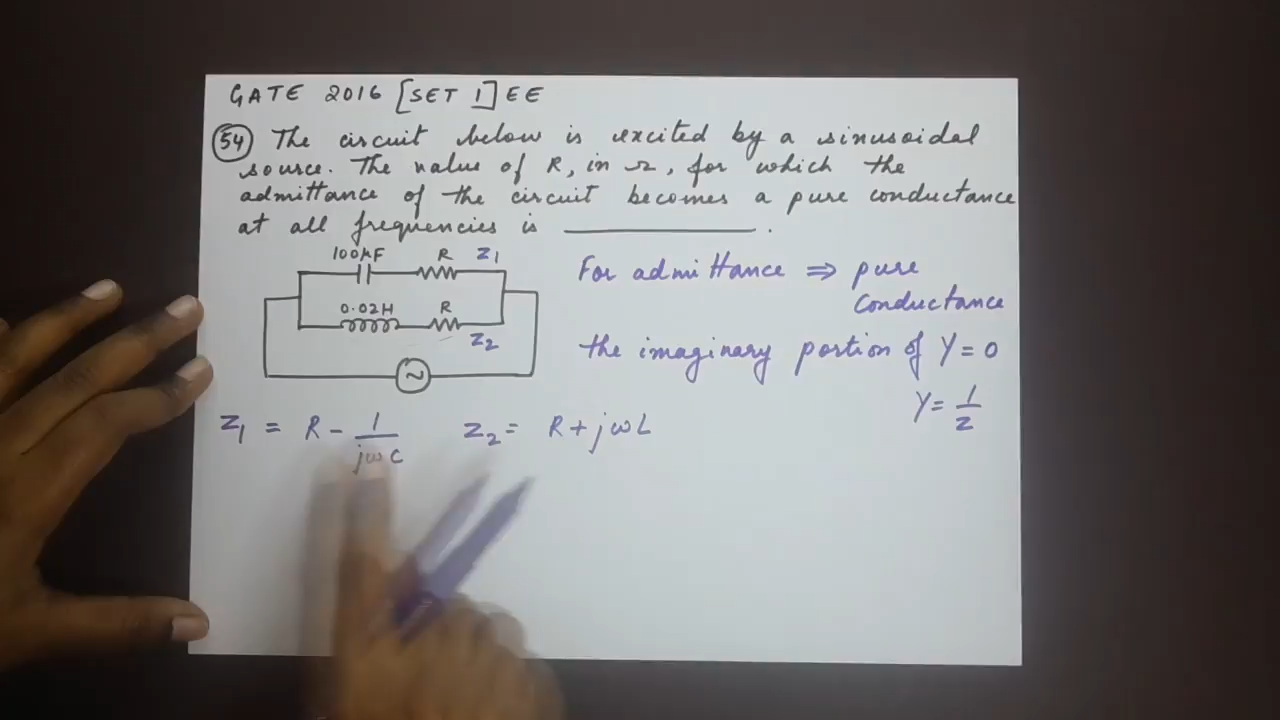 GATE 2016 [SET 1] EE
54 The circuit below is excited by a sinusoidal
source. The value of R, in Ω, for which the
admittance of the circuit becomes a pure conductance
at all frequencies is ____________.
100μF R Z1
0.02H R
Z2
~
For admittance ⇒ pure
conductance
the imaginary portion of Y = 0
Y = 1/Z
Z1 = R - 1/jωC Z2 = R + jωL